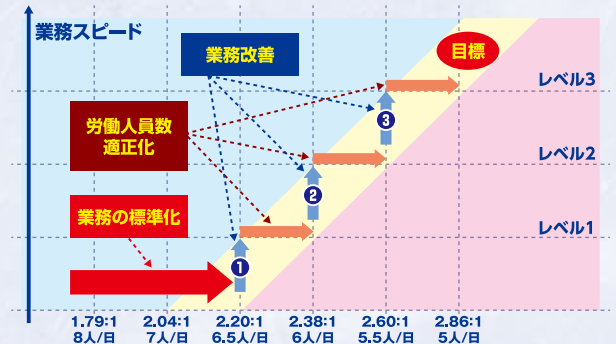 業務スピード
業務改善
目標
レベル3
労働人員数
適正化
3
レベル2
2
業務の標準化
レベル1
1
1.79:1 2.04:1 2.20:1 2.38:1 2.60:1 2.86:1
8人/日 7人/日 6.5人/日 6人/日 5.5人/日 5人/日